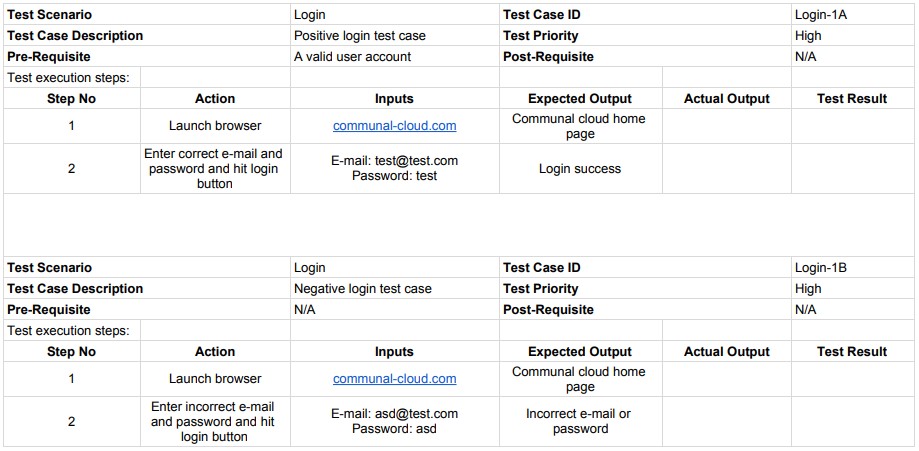 Test Scenario Login Test Case ID Login-1A
Test Case Description Positive login test case Test Priority High
Pre-Requisite A valid user account Post-Requisite N/A
Test execution steps:
Step No Action Inputs Expected Output Actual Output Test Result
1 Launch browser communal-cloud.com Communal cloud home
page
2 Enter correct e-mail and
password and hit login
button
E-mail: test@test.com
Password: test
Login success
Test Scenario Login Test Case ID Login-1B
Test Case Description Negative login test case Test Priority High
Pre-Requisite N/A Post-Requisite N/A
Test execution steps:
Step No Action Inputs Expected Output Actual Output Test Result
1 Launch browser communal-cloud.com Communal cloud home
page
2 Enter incorrect e-mail
and password and hit
login button
E-mail: asd@test.com
Password: asd
Incorrect e-mail or
password